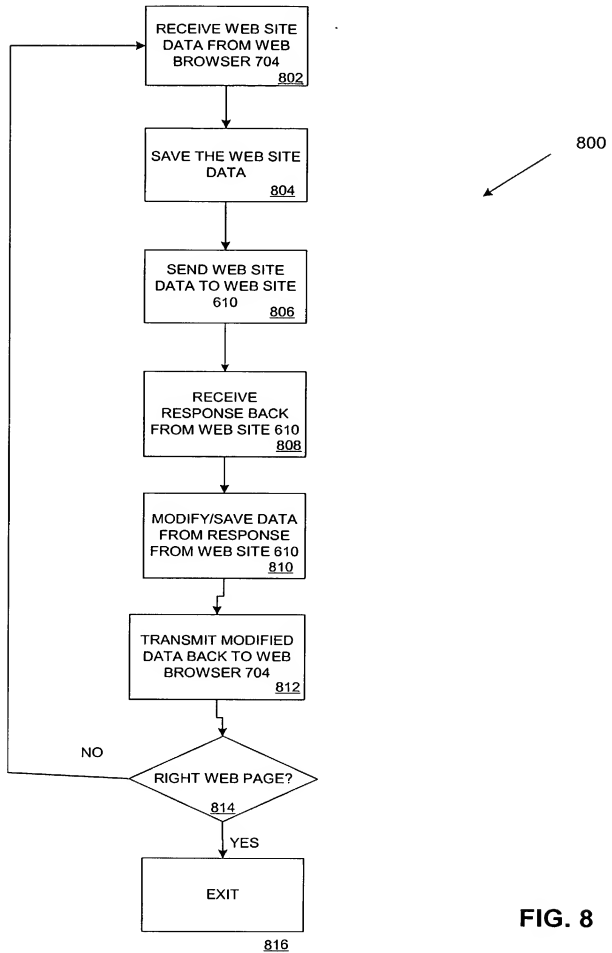 RECEIVE WEB SITE
DATA FROM WEB
BROWSER 704
802
800
SAVE THE WEB SITE
DATA
804
SEND WEB SITE
DATA TO WEB SITE
610
806
RECEIVE
RESPONSE BACK
FROM WEB SITE 610
808
MODIFY/SAVE DATA
FROM RESPONSE
FROM WEB SITE 610
810
TRANSMIT MODIFIED
DATA BACK TO WEB
BROWSER 704
812
NO
RIGHT WEB PAGE?
814
YES
EXIT
816
FIG. 8